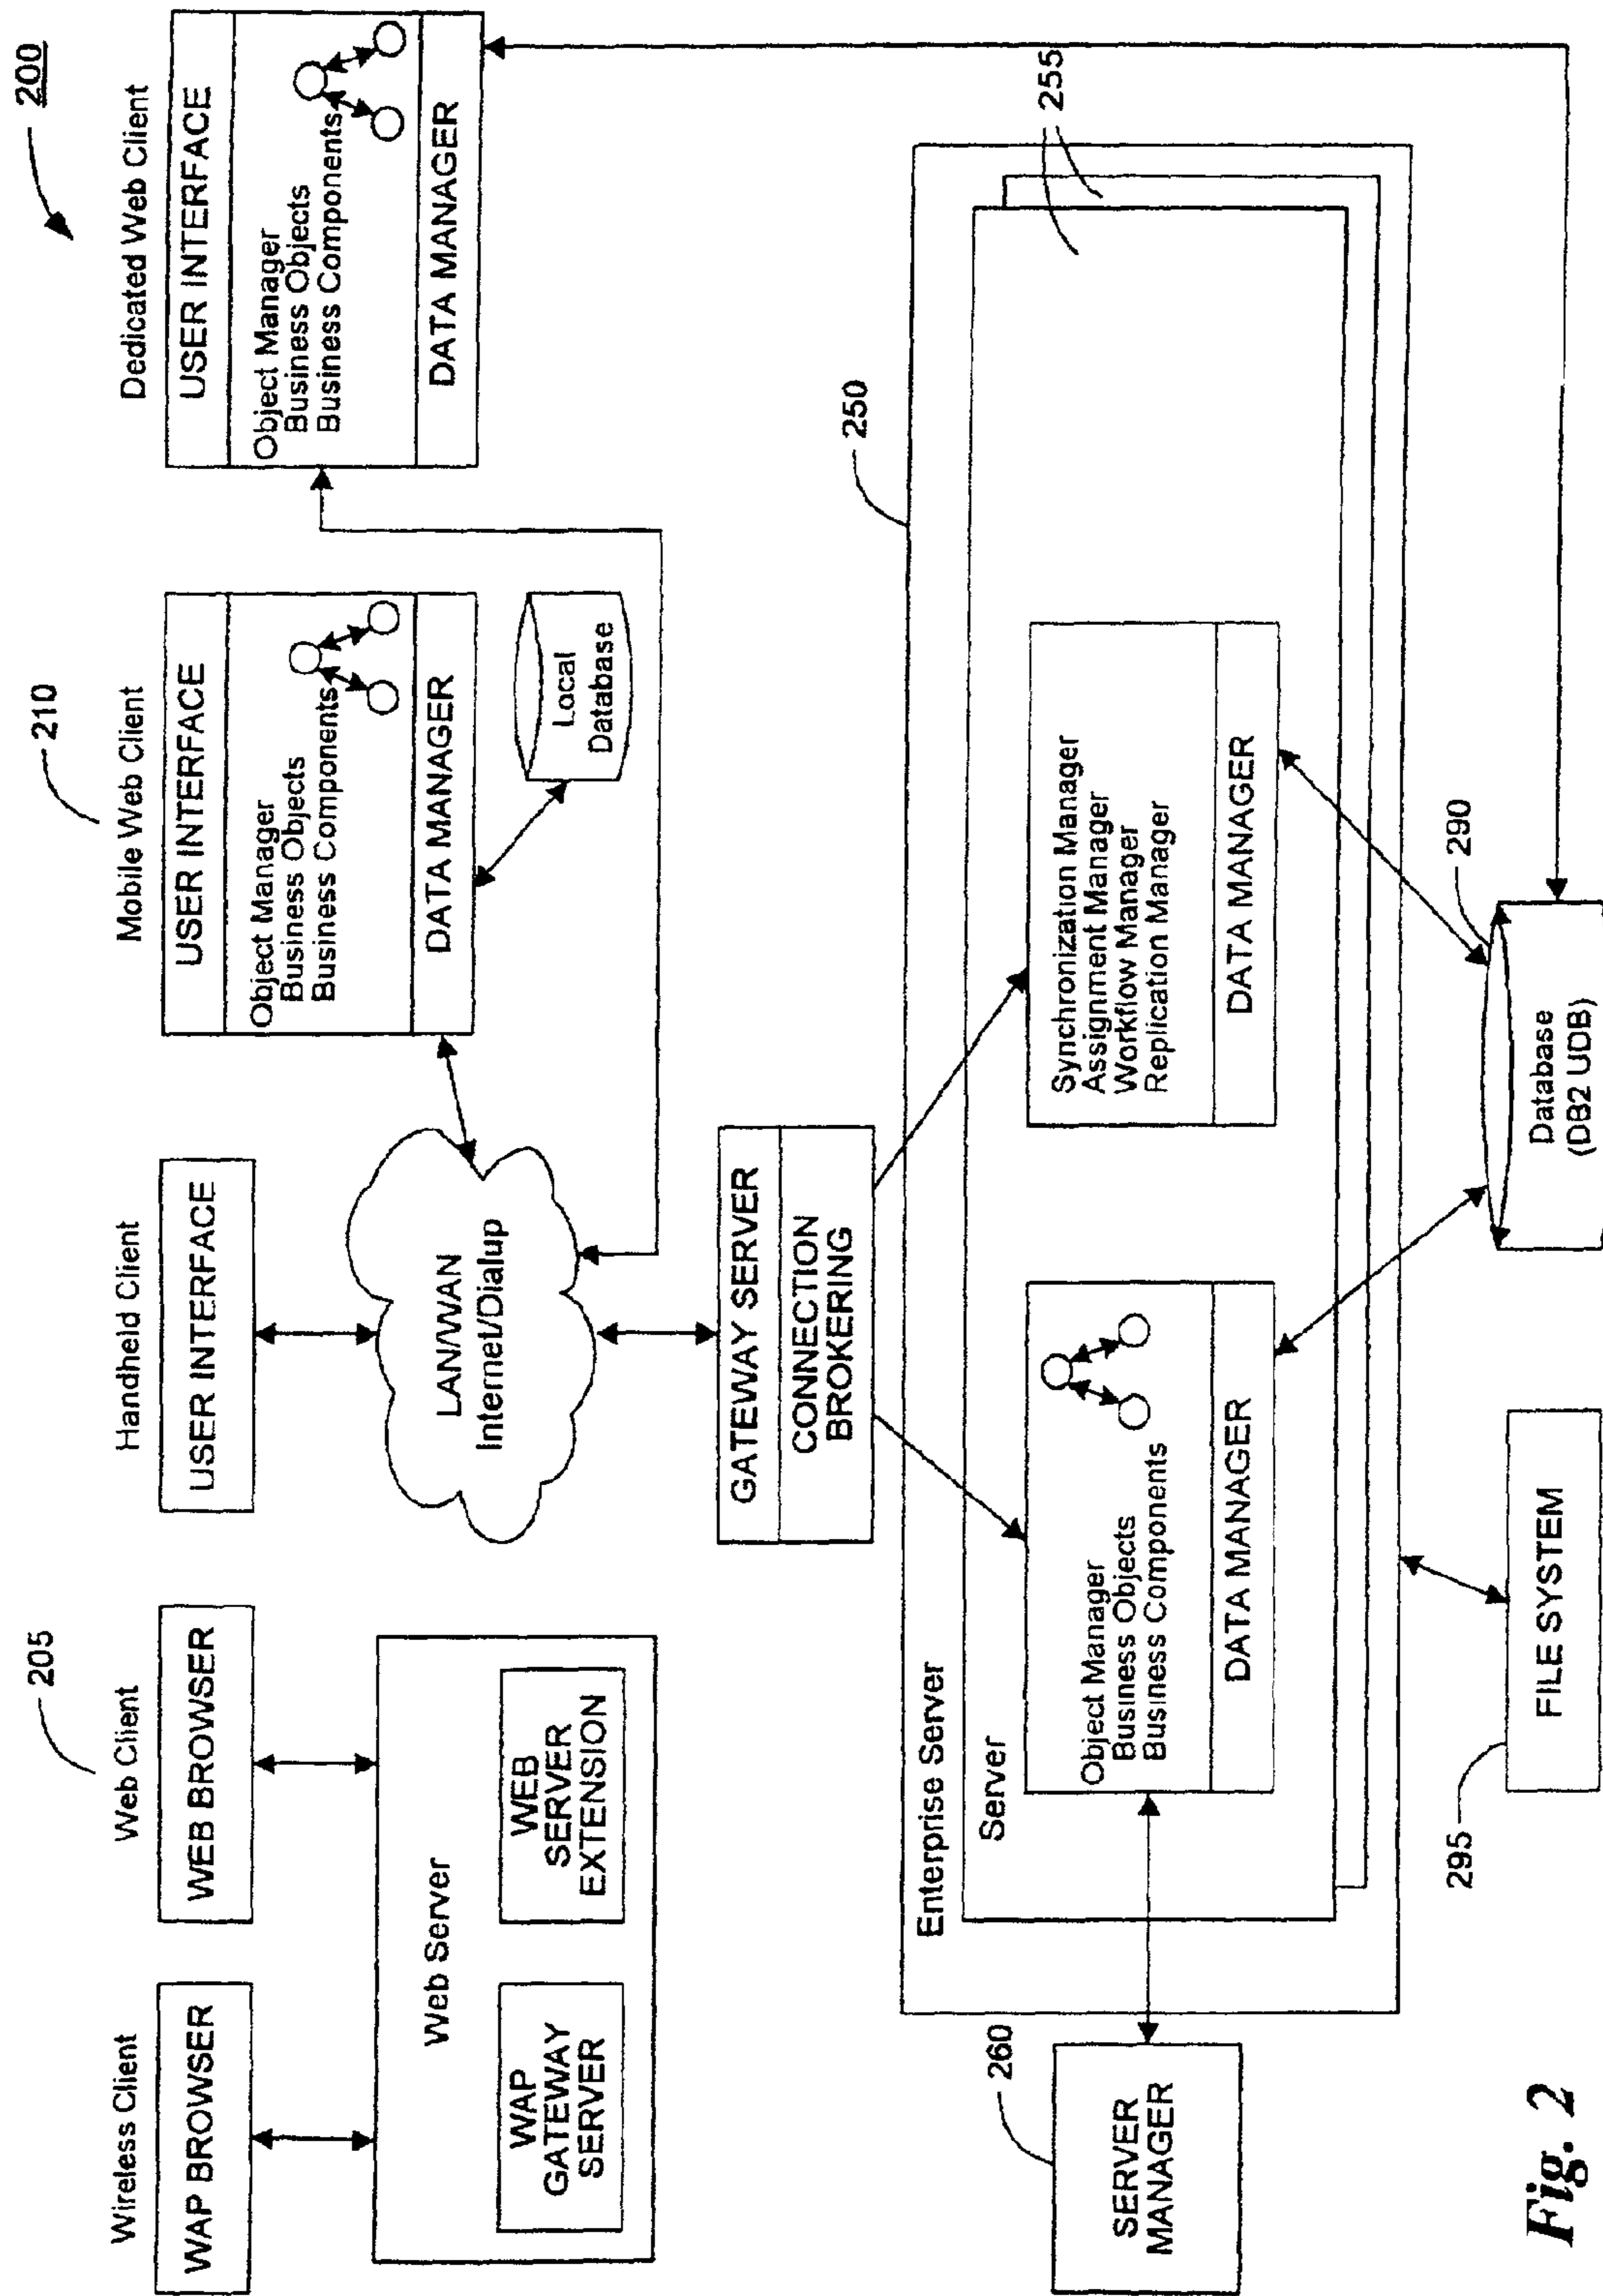 200
Wireless Client
WAP BROWSER
Web Client
205
WEB BROWSER
Handheld Client
USER INTERFACE
Mobile Web Client
210
USER INTERFACE
Object Manager
Business Objects
Business Components
DATA MANAGER
Dedicated Web Client
USER INTERFACE
Object Manager
Business Objects
Business Components
DATA MANAGER
Web Server
WAP
GATEWAY
SERVER
WEB
SERVER
EXTENSION
LAN/WAN
Internet/Dialup
Local
Database
GATEWAY SERVER
CONNECTION
BROKERING
250
Enterprise Server
255
Server
Object Manager
Business Objects
Business Components
DATA MANAGER
Synchronization Manager
Assignment Manager
Workflow Manager
Replication Manager
DATA MANAGER
260
SERVER
MANAGER
295
FILE SYSTEM
290
Database
(DB2 UDB)
Fig. 2